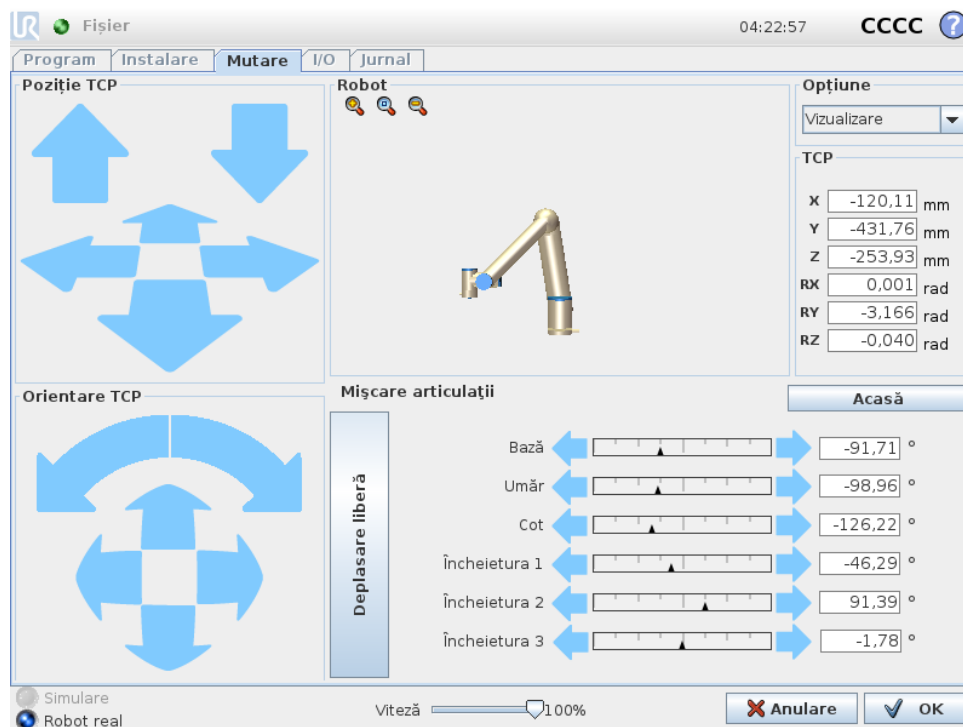 UR Fișier 04:22:57 CCCC ?
Program Instalare Mutare I/O Jurnal
Poziție TCP
Robot
Opțiune
Vizualizare
TCP
X -120,11 mm
Y -431,76 mm
Z -253,93 mm
RX 0,001 rad
RY -3,166 rad
RZ -0,040 rad
Orientare TCP
Mișcare articulații
Acasă
Deplasare liberă
Bază -91,71 °
Umăr -98,96 °
Cot -126,22 °
Încheietura 1 -46,29 °
Încheietura 2 91,39 °
Încheietura 3 -1,78 °
Simulare
Robot real
Viteză 100%
Anulare OK